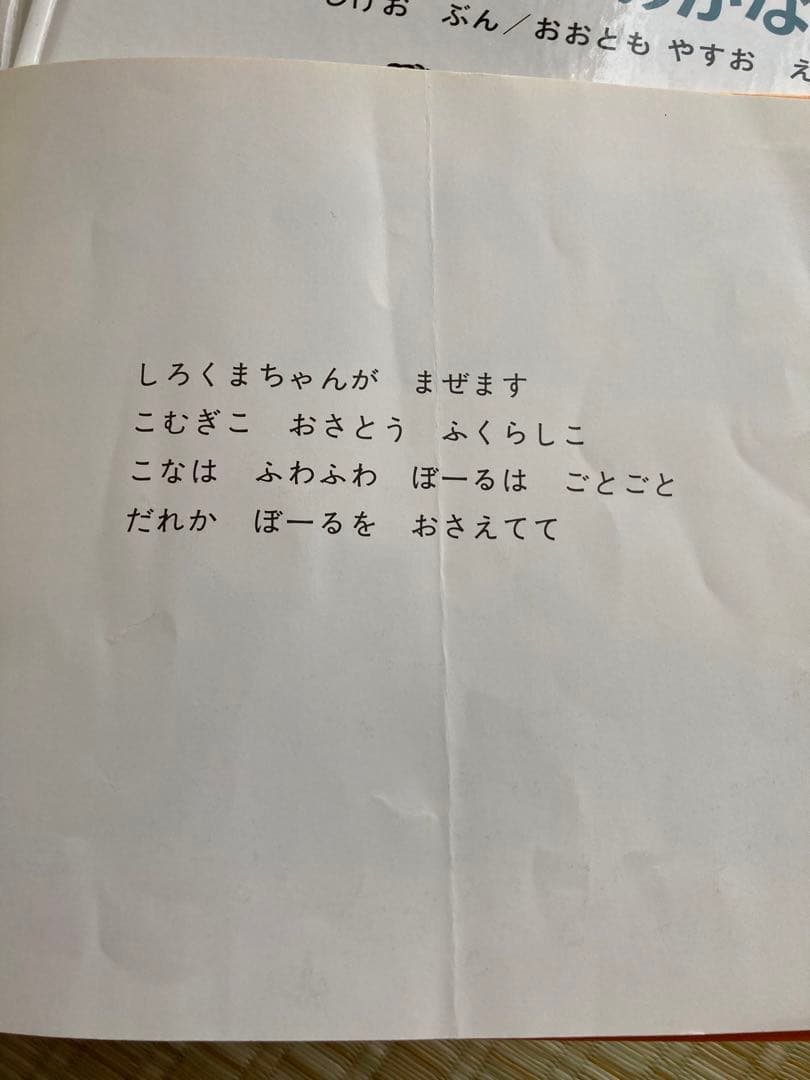 ぶん／おおとも やすお
しろくまちゃんが　まぜます
こむぎこ　おさとう　ふくらしこ
こなは　ふわふわ　ぼーるは　ごとごと
だれか　ぼーるを　おさえてて